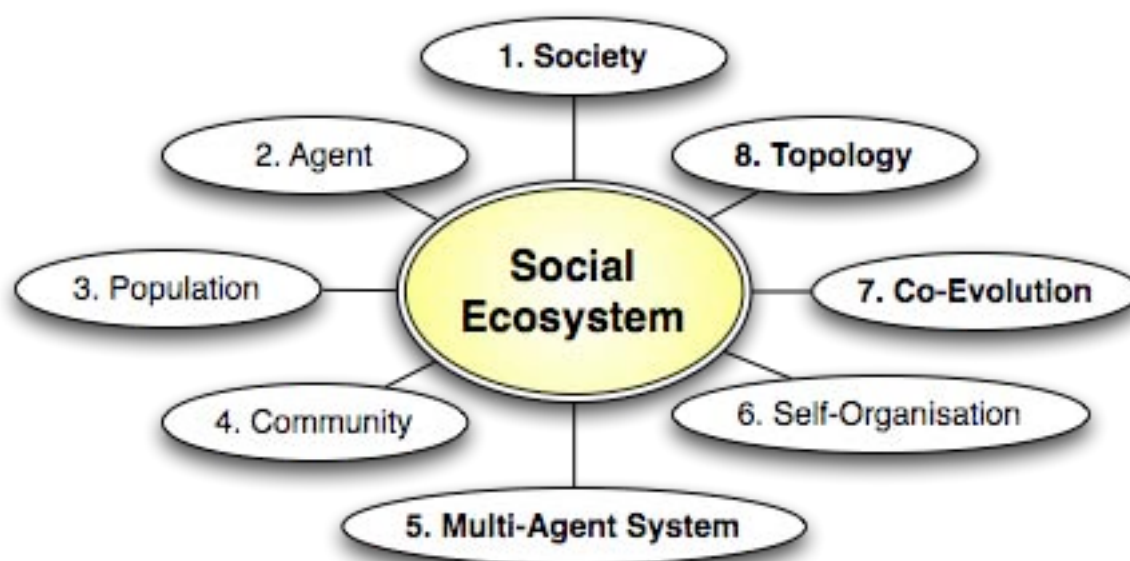 1. Society
2. Agent
8. Topology
3. Population
Social
Ecosystem
7. Co-Evolution
4. Community
6. Self-Organisation
5. Multi-Agent System